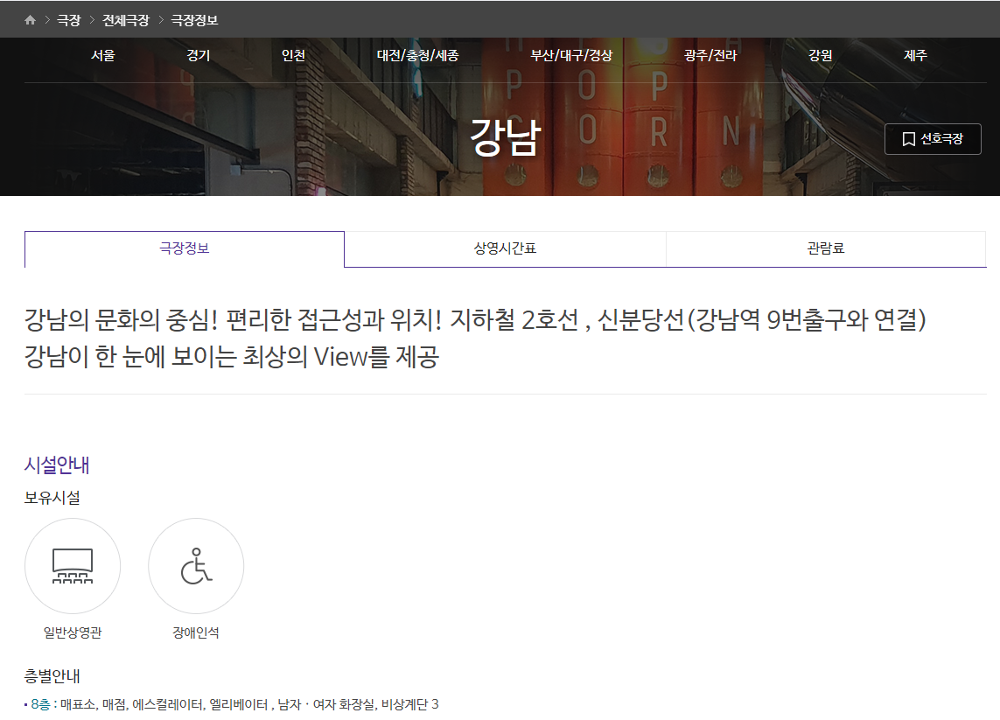 극장 > 전체극장 > 극장정보
서울 경기 인천 대전/충청/세종 부산/대구/경상 광주/전라 강원 제주
P O P
O R N
강남
선호극장
극장정보 상영시간표 관람료
강남의 문화의 중심! 편리한 접근성과 위치! 지하철 2호선 , 신분당선(강남역 9번출구와 연결)
강남이 한 눈에 보이는 최상의 View를 제공
시설안내
보유시설
일반상영관 장애인석
층별안내
8층 : 매표소, 매점, 에스컬레이터, 엘리베이터 , 남자 · 여자 화장실, 비상계단 3